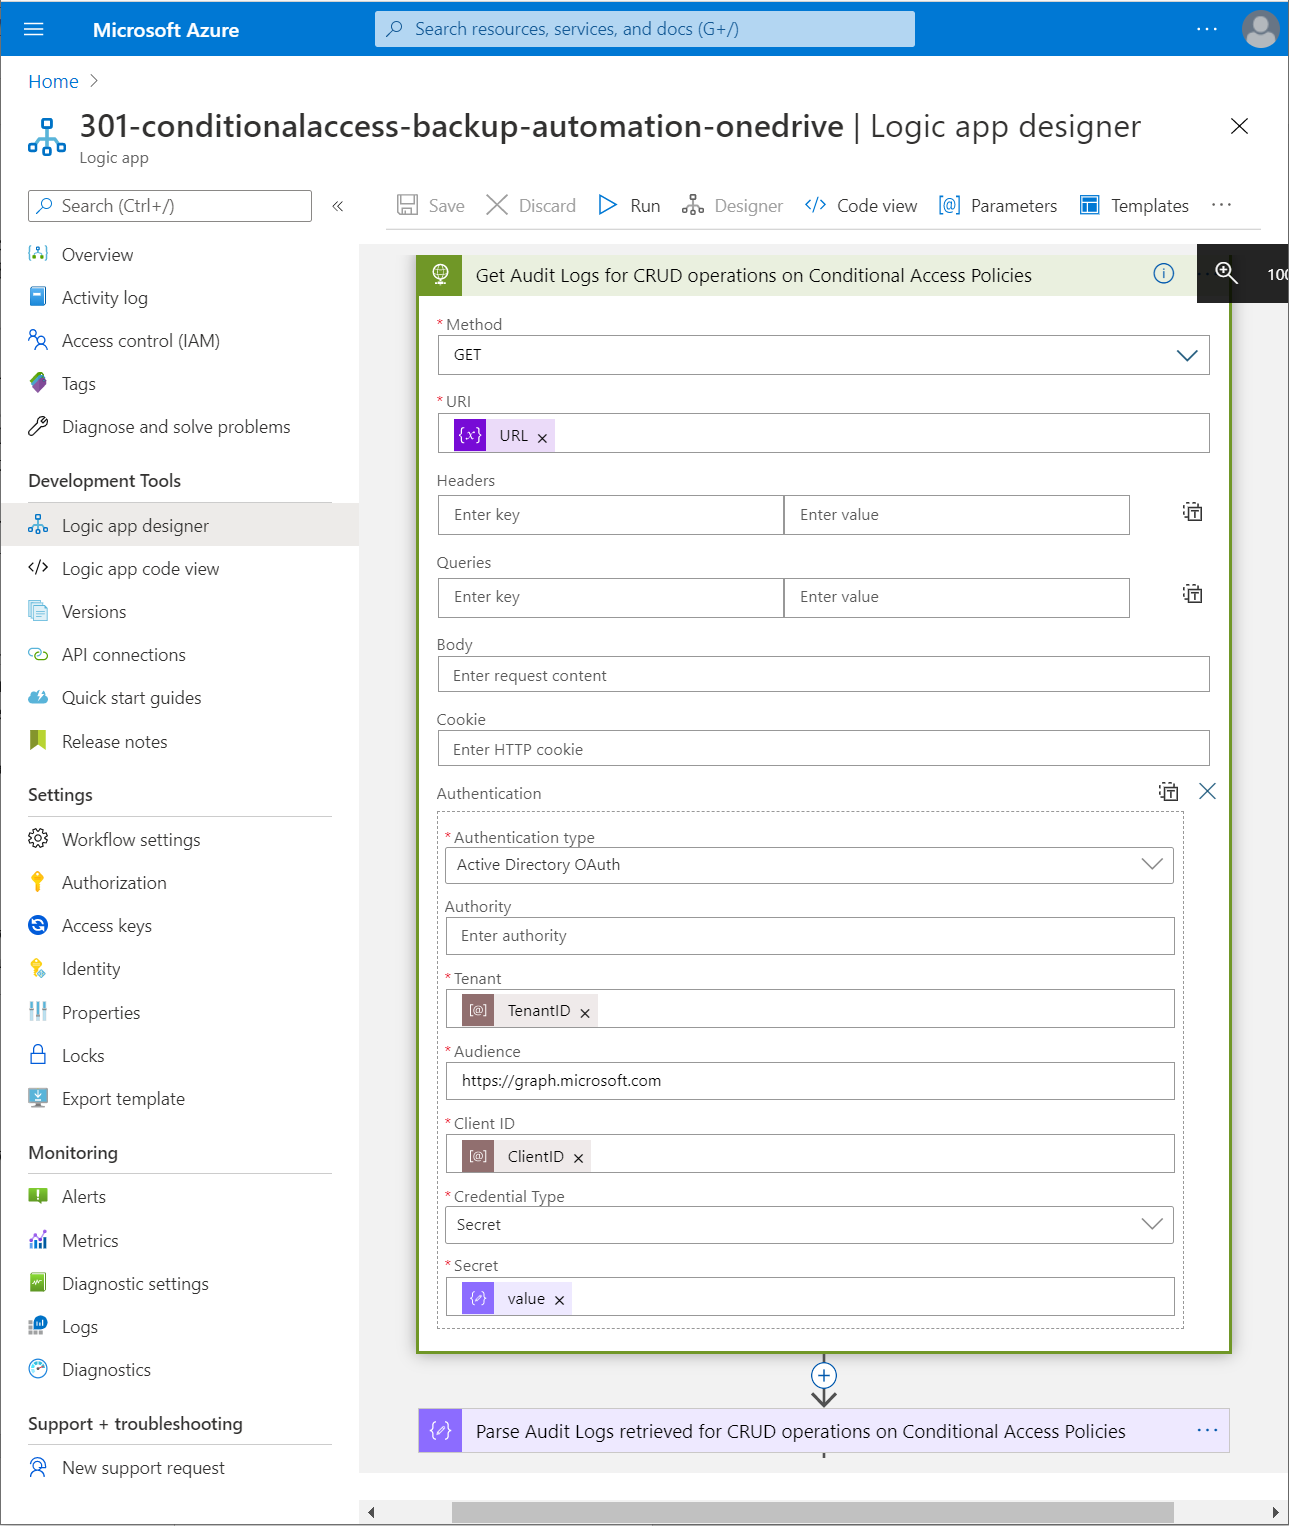 Microsoft Azure
Search resources, services, and docs (G+/)
Home
301-conditionalaccess-backup-automation-onedrive | Logic app designer
Logic app
Search (Ctrl+/)
Save
Discard
Run
Designer
Code view
Parameters
Templates
Overview
Activity log
Access control (IAM)
Tags
Diagnose and solve problems
Development Tools
Logic app designer
Logic app code view
Versions
API connections
Quick start guides
Release notes
Settings
Workflow settings
Authorization
Access keys
Identity
Properties
Locks
Export template
Monitoring
Alerts
Metrics
Diagnostic settings
Logs
Diagnostics
Support + troubleshooting
New support request
Get Audit Logs for CRUD operations on Conditional Access Policies
100
* Method
GET
* URI
{x} URL ×
Headers
Enter key
Enter value
Queries
Enter key
Enter value
Body
Enter request content
Cookie
Enter HTTP cookie
Authentication
* Authentication type
Active Directory OAuth
Authority
Enter authority
* Tenant
[@] TenantID ×
* Audience
https://graph.microsoft.com
* Client ID
[@] ClientID ×
* Credential Type
Secret
* Secret
value ×
Parse Audit Logs retrieved for CRUD operations on Conditional Access Policies